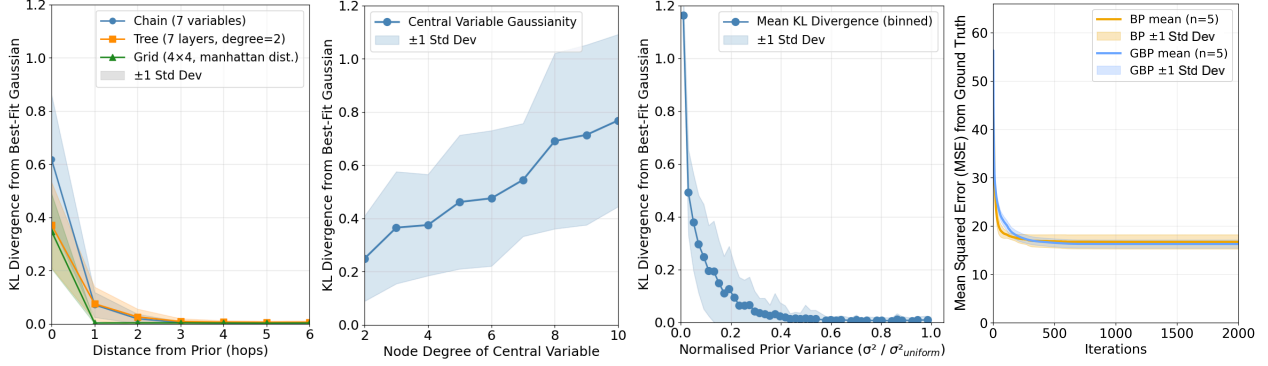 KL Divergence from Best-Fit Gaussian
1.2
1.0
0.8
0.6
0.4
0.2
0.0
Chain (7 variables)
Tree (7 layers, degree=2)
Grid (4×4, manhattan dist.)
±1 Std Dev
0 1 2 3 4 5 6
Distance from Prior (hops)
KL Divergence from Best-Fit Gaussian
1.2
1.0
0.8
0.6
0.4
0.2
0.0
Central Variable Gaussianity
±1 Std Dev
2 4 6 8 10
Node Degree of Central Variable
KL Divergence from Best-Fit Gaussian
1.2
1.0
0.8
0.6
0.4
0.2
0.0
Mean KL Divergence (binned)
±1 Std Dev
0.0 0.2 0.4 0.6 0.8 1.0
Normalised Prior Variance (σ² / σ²uniform)
Mean Squared Error (MSE) from Ground Truth
60
50
40
30
20
10
0
BP mean (n=5)
BP ±1 Std Dev
GBP mean (n=5)
GBP ±1 Std Dev
0 500 1000 1500 2000
Iterations